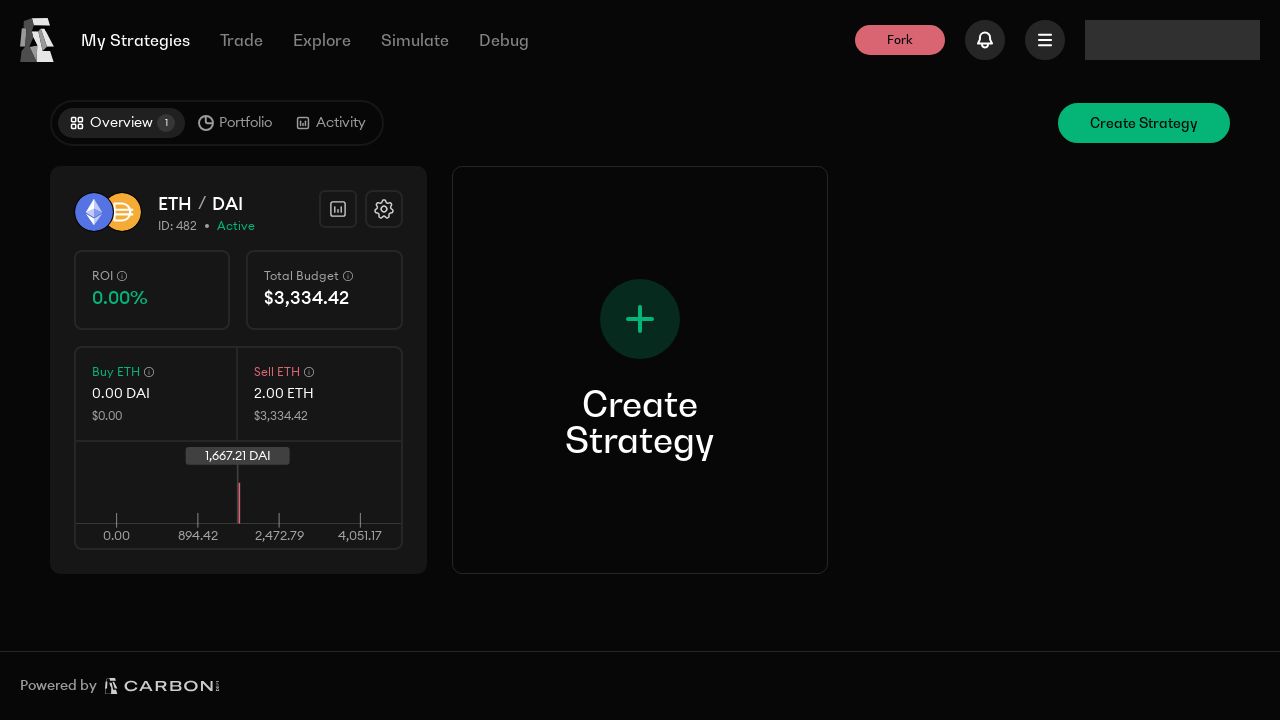 My Strategies
Trade
Explore
Simulate
Debug
Fork
Overview 1
Portfolio
Activity
Create Strategy
ETH / DAI
ID: 482 • Active
ROI
0.00%
Total Budget
$3,334.42
Buy ETH
0.00 DAI
$0.00
Sell ETH
2.00 ETH
$3,334.42
1,667.21 DAI
0.00
894.42
2,472.79
4,051.17
Create
Strategy
Powered by CARBON